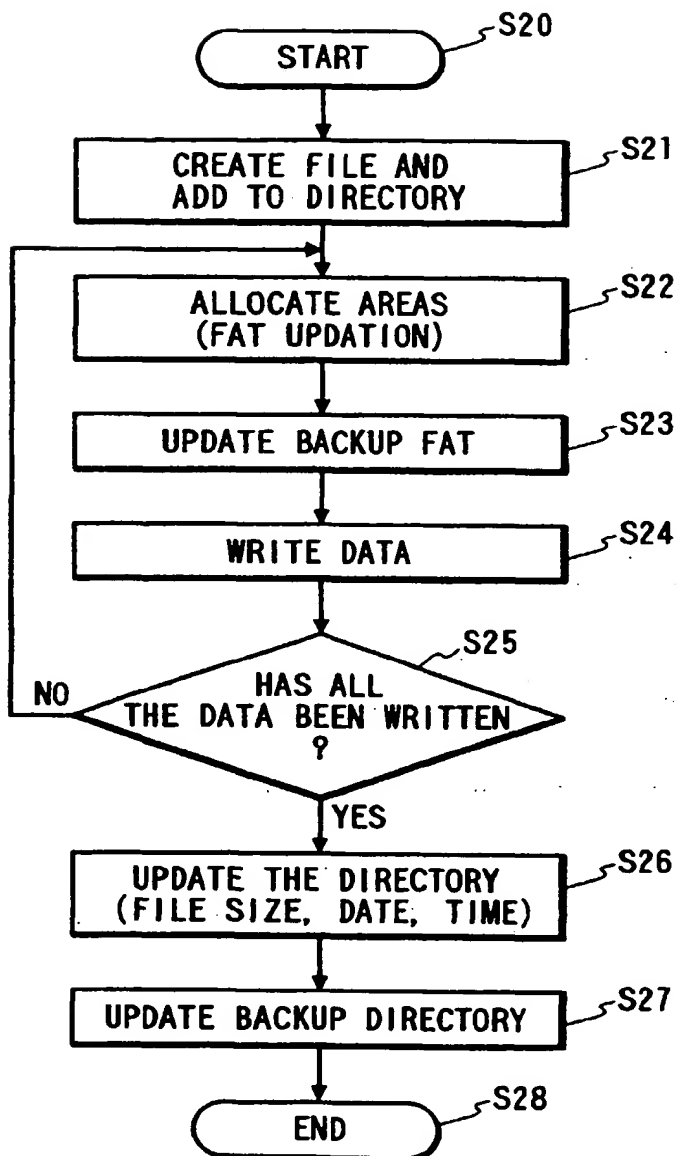 S20
START
S21
CREATE FILE AND
ADD TO DIRECTORY
S22
ALLOCATE AREAS
(FAT UPDATION)
S23
UPDATE BACKUP FAT
S24
WRITE DATA
S25
HAS ALL
THE DATA BEEN WRITTEN
?
NO
YES
S26
UPDATE THE DIRECTORY
(FILE SIZE, DATE, TIME)
S27
UPDATE BACKUP DIRECTORY
S28
END